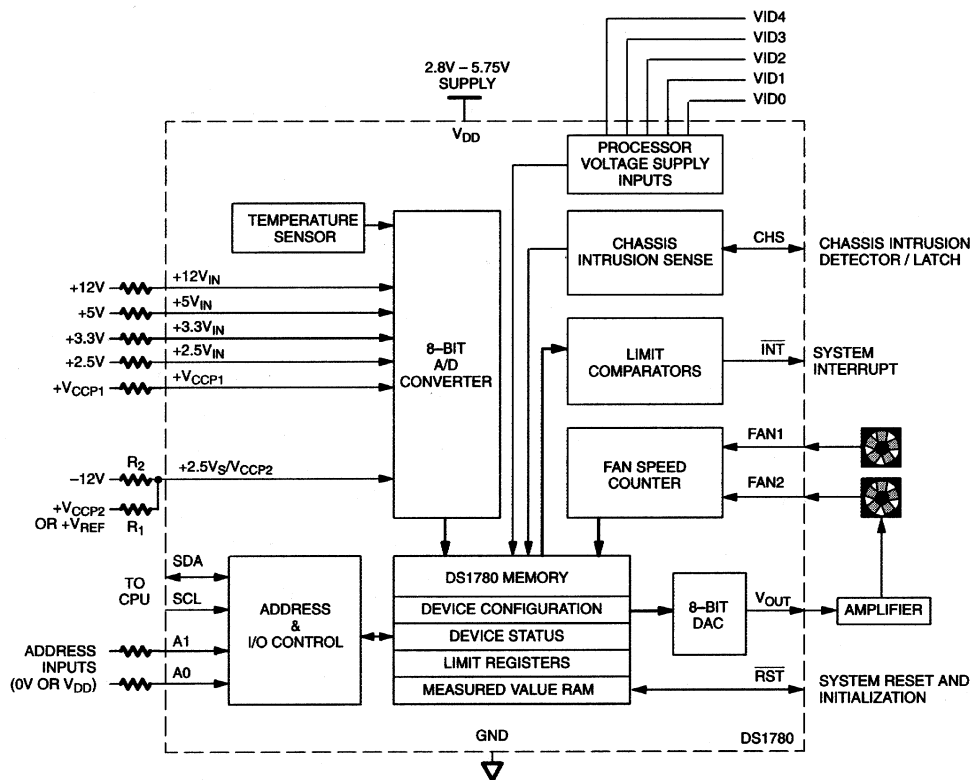 VID4
VID3
VID2
VID1
VID0
2.8V – 5.75V
SUPPLY
VDD
PROCESSOR
VOLTAGE SUPPLY
INPUTS
TEMPERATURE
SENSOR
CHASSIS
INTRUSION SENSE
CHS
CHASSIS INTRUSION
DETECTOR / LATCH
+12V
+12VIN
+5V
+5VIN
+3.3V
+3.3VIN
+2.5V
+2.5VIN
+VCCP1
+VCCP1
8–BIT
A/D
CONVERTER
LIMIT
COMPARATORS
INT
SYSTEM
INTERRUPT
FAN SPEED
COUNTER
FAN1
FAN2
–12V
R2
+2.5VS/VCCP2
+VCCP2
OR +VREF
R1
TO
CPU
SDA
SCL
ADDRESS
INPUTS
(0V OR VDD)
A1
A0
ADDRESS
&
I/O CONTROL
DS1780 MEMORY
DEVICE CONFIGURATION
DEVICE STATUS
LIMIT REGISTERS
MEASURED VALUE RAM
8–BIT
DAC
VOUT
AMPLIFIER
RST
SYSTEM RESET AND
INITIALIZATION
GND
DS1780